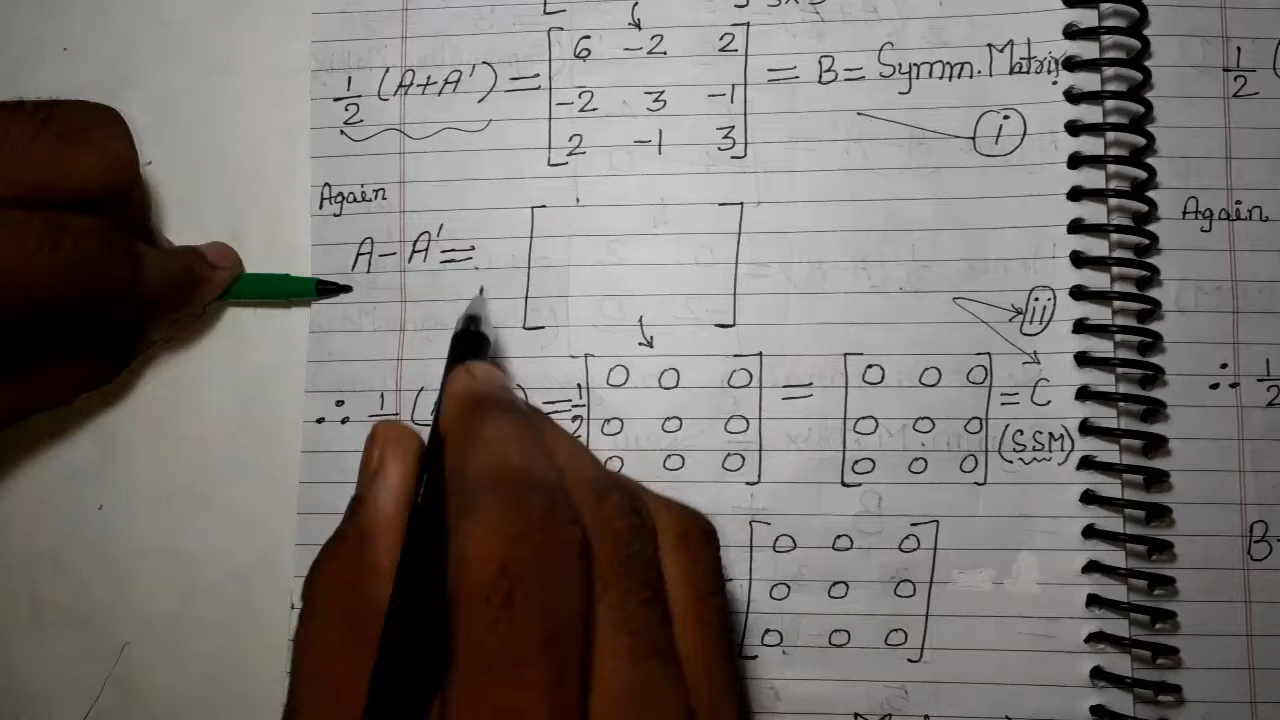 1/2 (A+A') = [6 -2 2 = B = Symm. Matrix
-2 3 -1
2 -1 3] (i)
Again
A - A' = [ ]
(ii)
∴ 1 ( ) = 1/2 [0 0 0 = [0 0 0 = C
0 0 0 0 0 0 (SSM)
0 0 0] 0 0 0]
[0 0 0
0 0 0
0 0 0]
1/2 (
Again
∴ 1/2
B